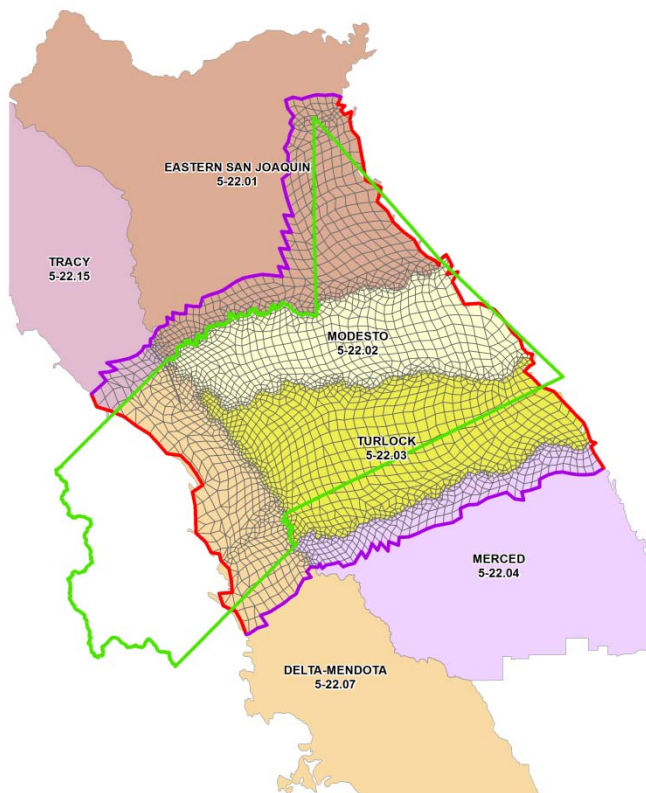 EASTERN SAN JOAQUIN
5-22.01
TRACY
5-22.15
MODESTO
5-22.02
TURLOCK
5-22.03
MERCED
5-22.04
DELTA-MENDOTA
5-22.07